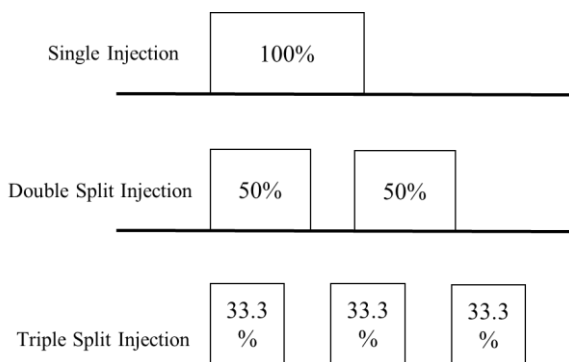 Single Injection 100%
Double Split Injection 50% 50%
33.3 33.3 33.3
Triple Split Injection % % %